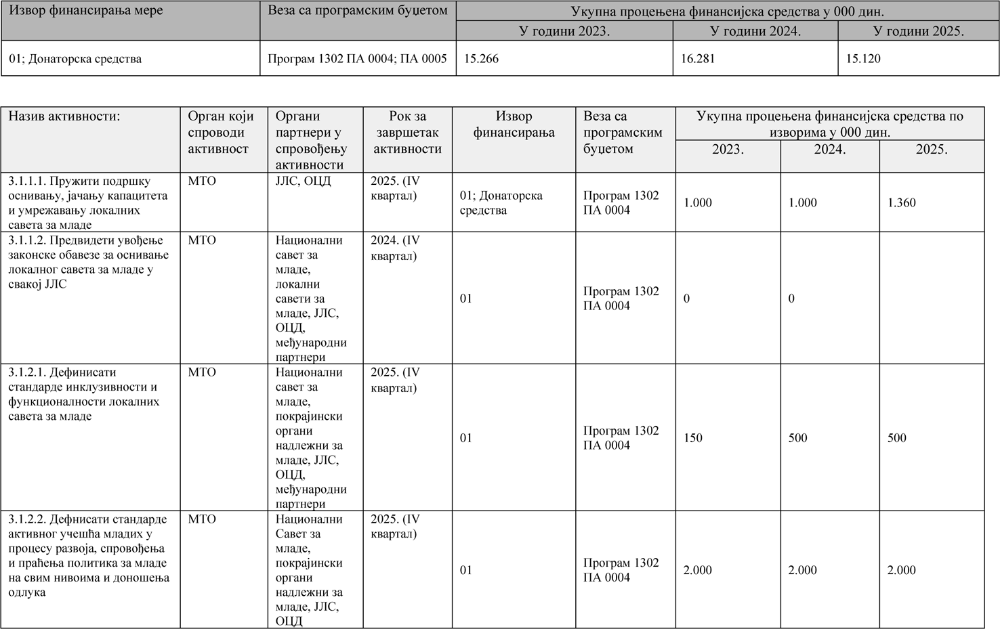 Извор финансирања мере
Веза са програмским буџетом
Укупна процењена финансијска средства у 000 дин.
У години 2023.
У години 2024.
У години 2025.
01; Донаторска средства
Програм 1302 ПА 0004; ПА 0005
15.266
16.281
15.120
Назив активности:
Орган који
спроводи
активност
Органи
партнери у
спровођењу
активности
Рок за
завршетак
активности
Извор
финансирања
Веза са
програмским
буџетом
Укупна процењена финансијска средства по
изворима у 000 дин.
2023.
2024.
2025.
3.1.1.1. Пружити подршку
оснивању, јачању капацитета
и умрежавању локалних
савета за младе
МТО
ЈЛС, ОЦД
2025. (IV
квартал)
01; Донаторска
средства
Програм 1302
ПА 0004
1.000
1.000
1.360
3.1.1.2. Предвидети увођење
законске обавезе за оснивање
локалног савета за младе у
свакој ЈЛС
МТО
Национални
савет за
младе,
локални
савети за
младе, ЈЛС,
ОЦД,
међународни
партнери
2024. (IV
квартал)
01
Програм 1302
ПА 0004
0
0
3.1.2.1. Дефинисати
стандарде инклузивности и
функционалности локалних
савета за младе
МТО
Национални
савет за
младе,
покрајински
органи
надлежни за
младе, ЈЛС,
ОЦД,
међународни
партнери
2025. (IV
квартал)
01
Програм 1302
ПА 0004
150
500
500
3.1.2.2. Дефнисати стандарде
активног учешћа младих у
процесу развоја, спровођења
и праћења политика за младе
на свим нивоима и доношења
одлука
МТО
Национални
Савет за
младе,
покрајински
органи
надлежни за
младе, ЈЛС,
ОЦД
2025. (IV
квартал)
01
Програм 1302
ПА 0004
2.000
2.000
2.000